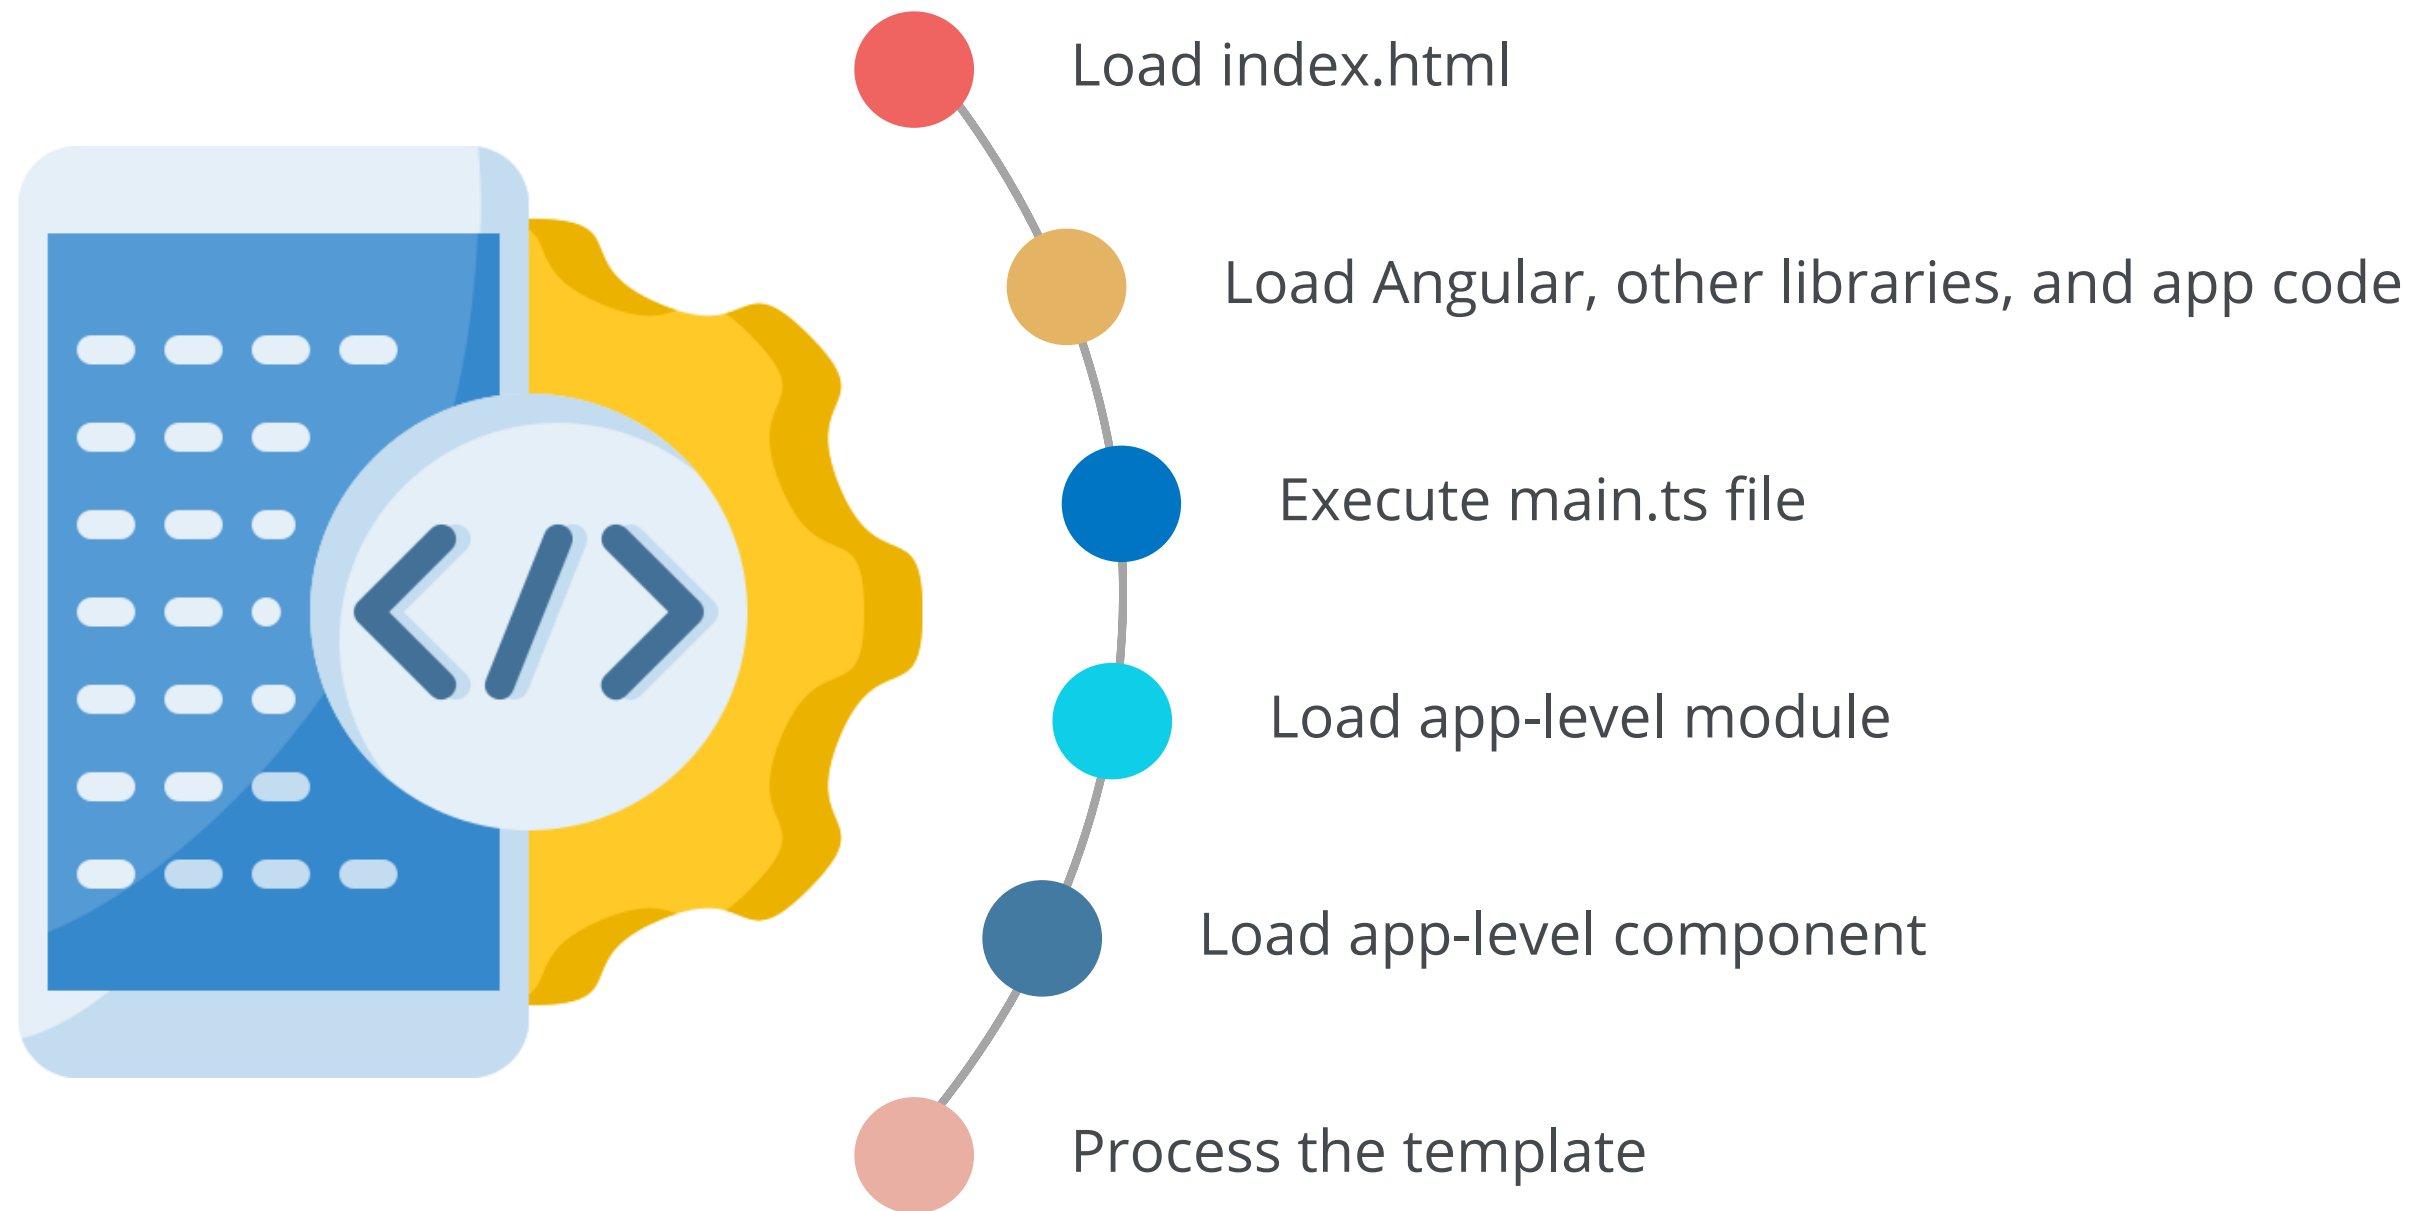 Load index.html
Load Angular, other libraries, and app code
Execute main.ts file
</>
Load app-level module
Load app-level component
Process the template